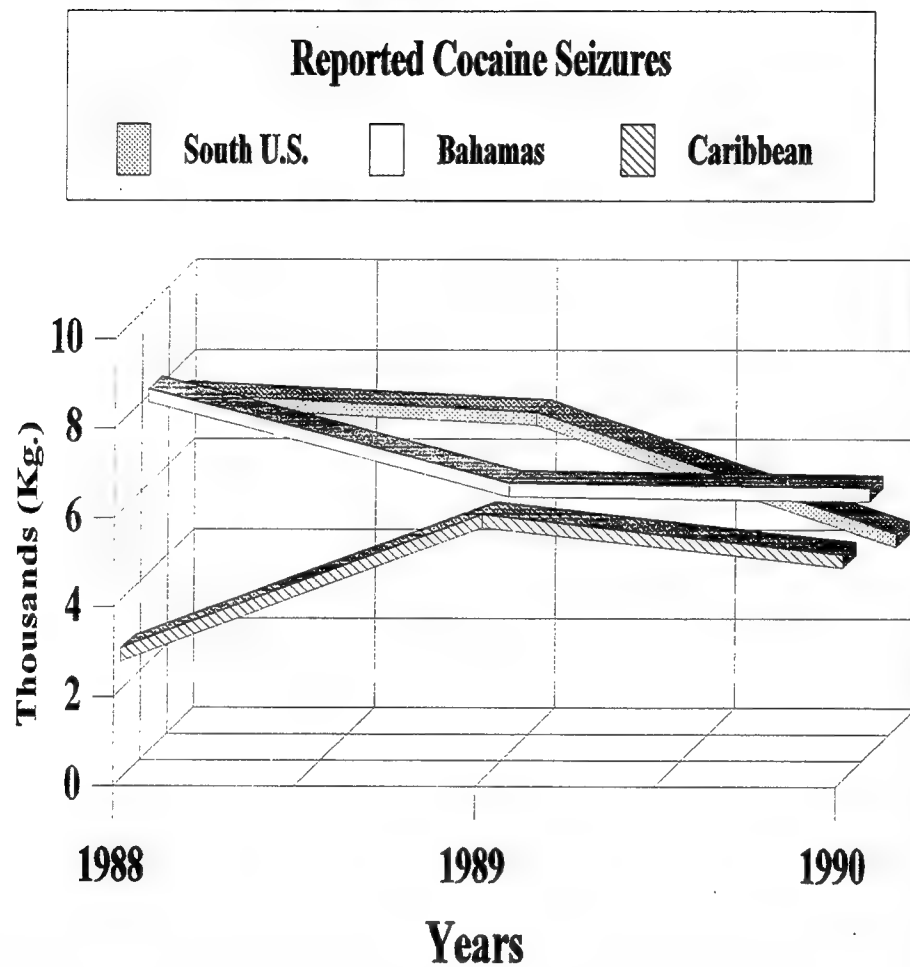 Reported Cocaine Seizures
South U.S. Bahamas Caribbean
10
8
6
4
2
0
Thousands (Kg.)
1988 1989 1990
Years